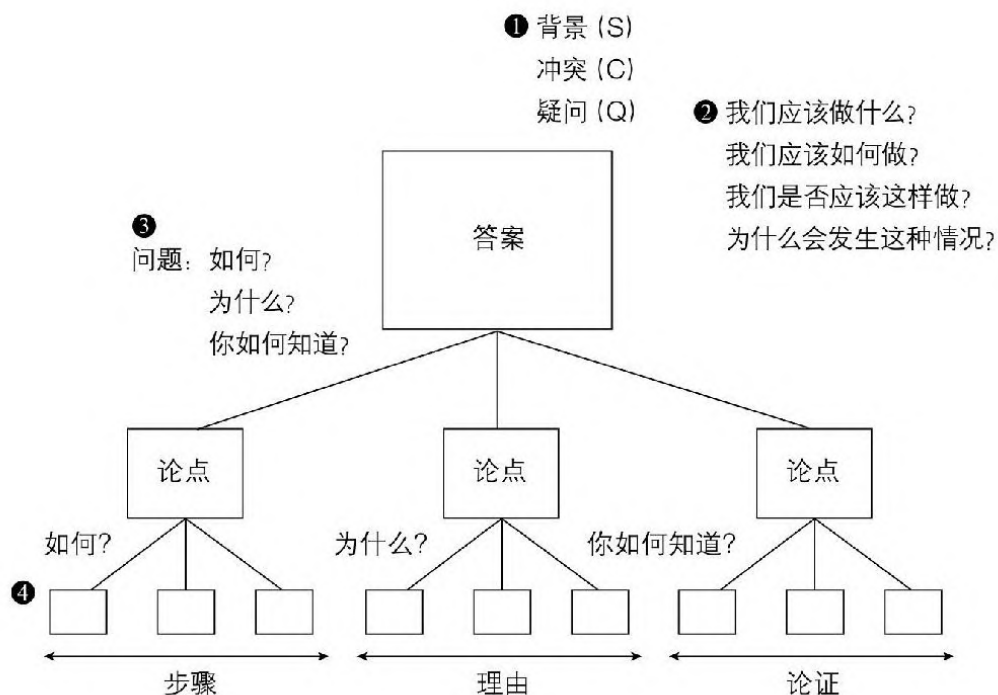 ❶ 背景 (S)
冲突 (C)
疑问 (Q)
❷ 我们应该做什么?
我们应该如何做?
我们是否应该这样做?
为什么会发生这种情况?
答案
❸
问题: 如何?
为什么?
你如何知道?
论点 论点 论点
如何? 为什么? 你如何知道?
❹
步骤 理由 论证